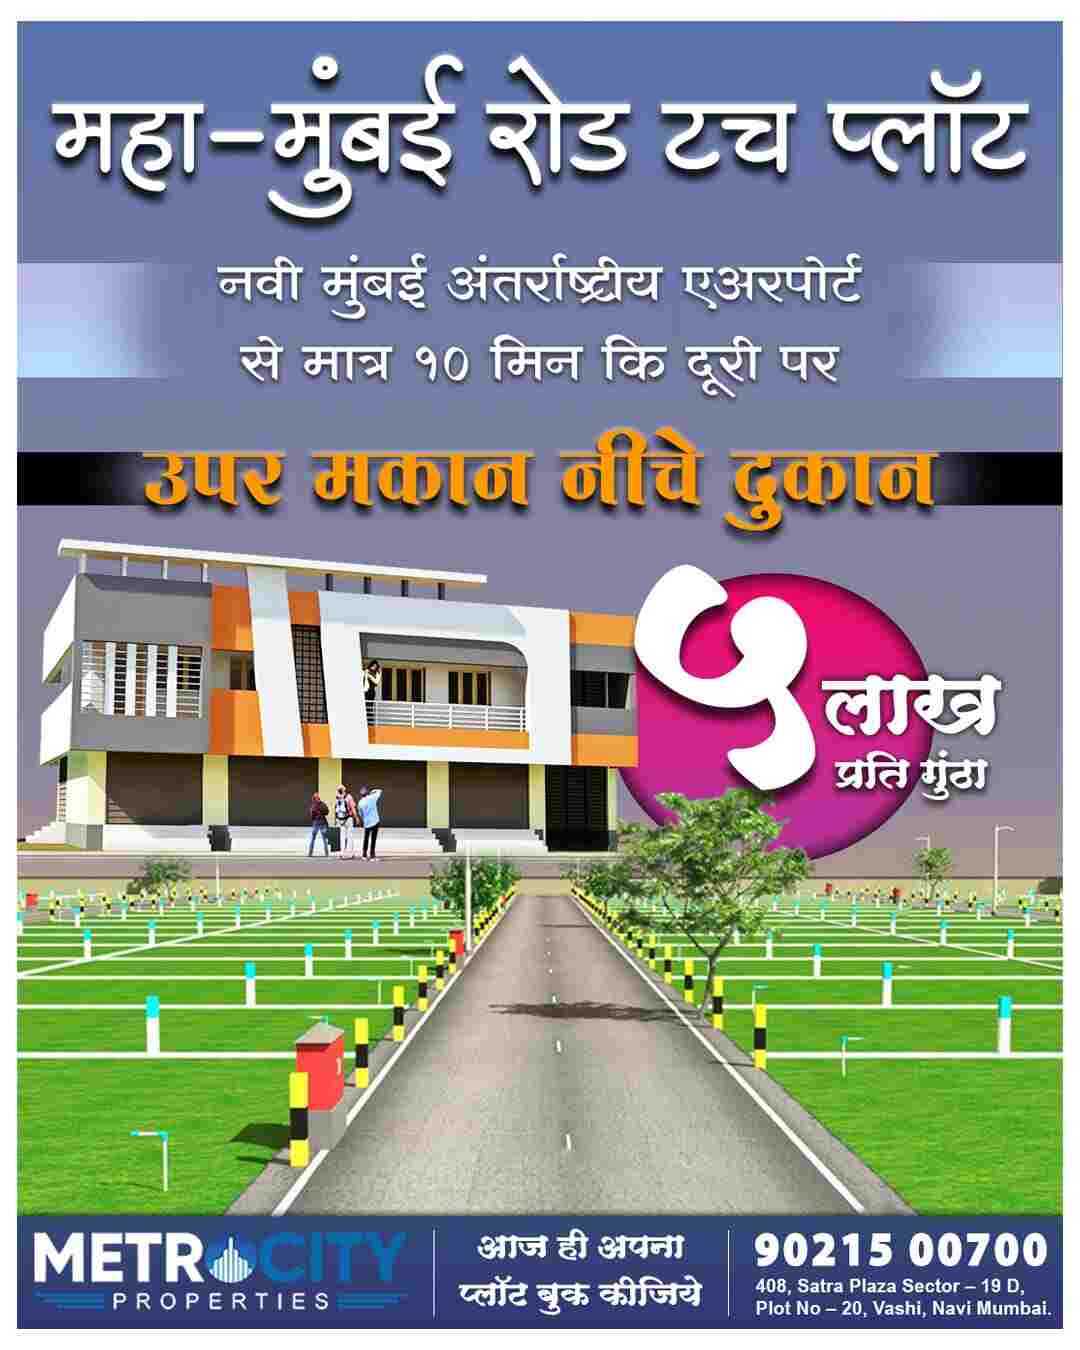 महा-मुंबई रोड टच प्लॉट
नवी मुंबई अंतर्राष्ट्रीय एअरपोर्ट
से मात्र १० मिन कि दूरी पर
उपर मकान नीचे दुकान
५ लाख
प्रति गुंठा
METROCITY
PROPERTIES
आज ही अपना
प्लॉट बुक कीजिये
90215 00700
408, Satra Plaza Sector – 19 D,
Plot No – 20, Vashi, Navi Mumbai.